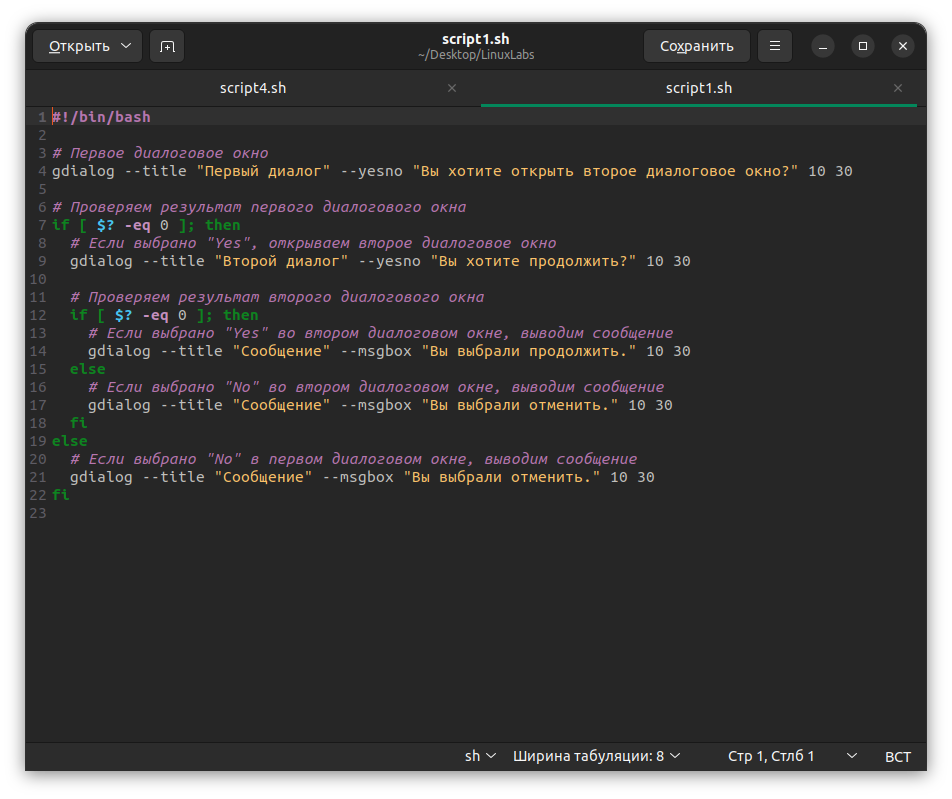 Открыть
script1.sh
~/Desktop/LinuxLabs
Сохранить
script4.sh
script1.sh
1 #!/bin/bash
2
3 # Первое диалоговое окно
4 gdialog --title "Первый диалог" --yesno "Вы хотите открыть второе диалоговое окно?" 10 30
5
6 # Проверяем результат первого диалогового окна
7 if [ $? -eq 0 ]; then
8   # Если выбрано "Yes", открываем второе диалоговое окно
9   gdialog --title "Второй диалог" --yesno "Вы хотите продолжить?" 10 30
10
11   # Проверяем результат второго диалогового окна
12   if [ $? -eq 0 ]; then
13     # Если выбрано "Yes" во втором диалоговом окне, выводим сообщение
14     gdialog --title "Сообщение" --msgbox "Вы выбрали продолжить." 10 30
15   else
16     # Если выбрано "No" во втором диалоговом окне, выводим сообщение
17     gdialog --title "Сообщение" --msgbox "Вы выбрали отменить." 10 30
18   fi
19 else
20   # Если выбрано "No" в первом диалоговом окне, выводим сообщение
21   gdialog --title "Сообщение" --msgbox "Вы выбрали отменить." 10 30
22 fi
23
sh Ширина табуляции: 8 Стр 1, Стлб 1 ВСТ